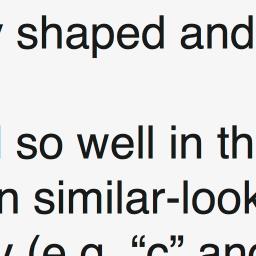 shaped and
so well in th
n similar-look
(e.g. “c” and